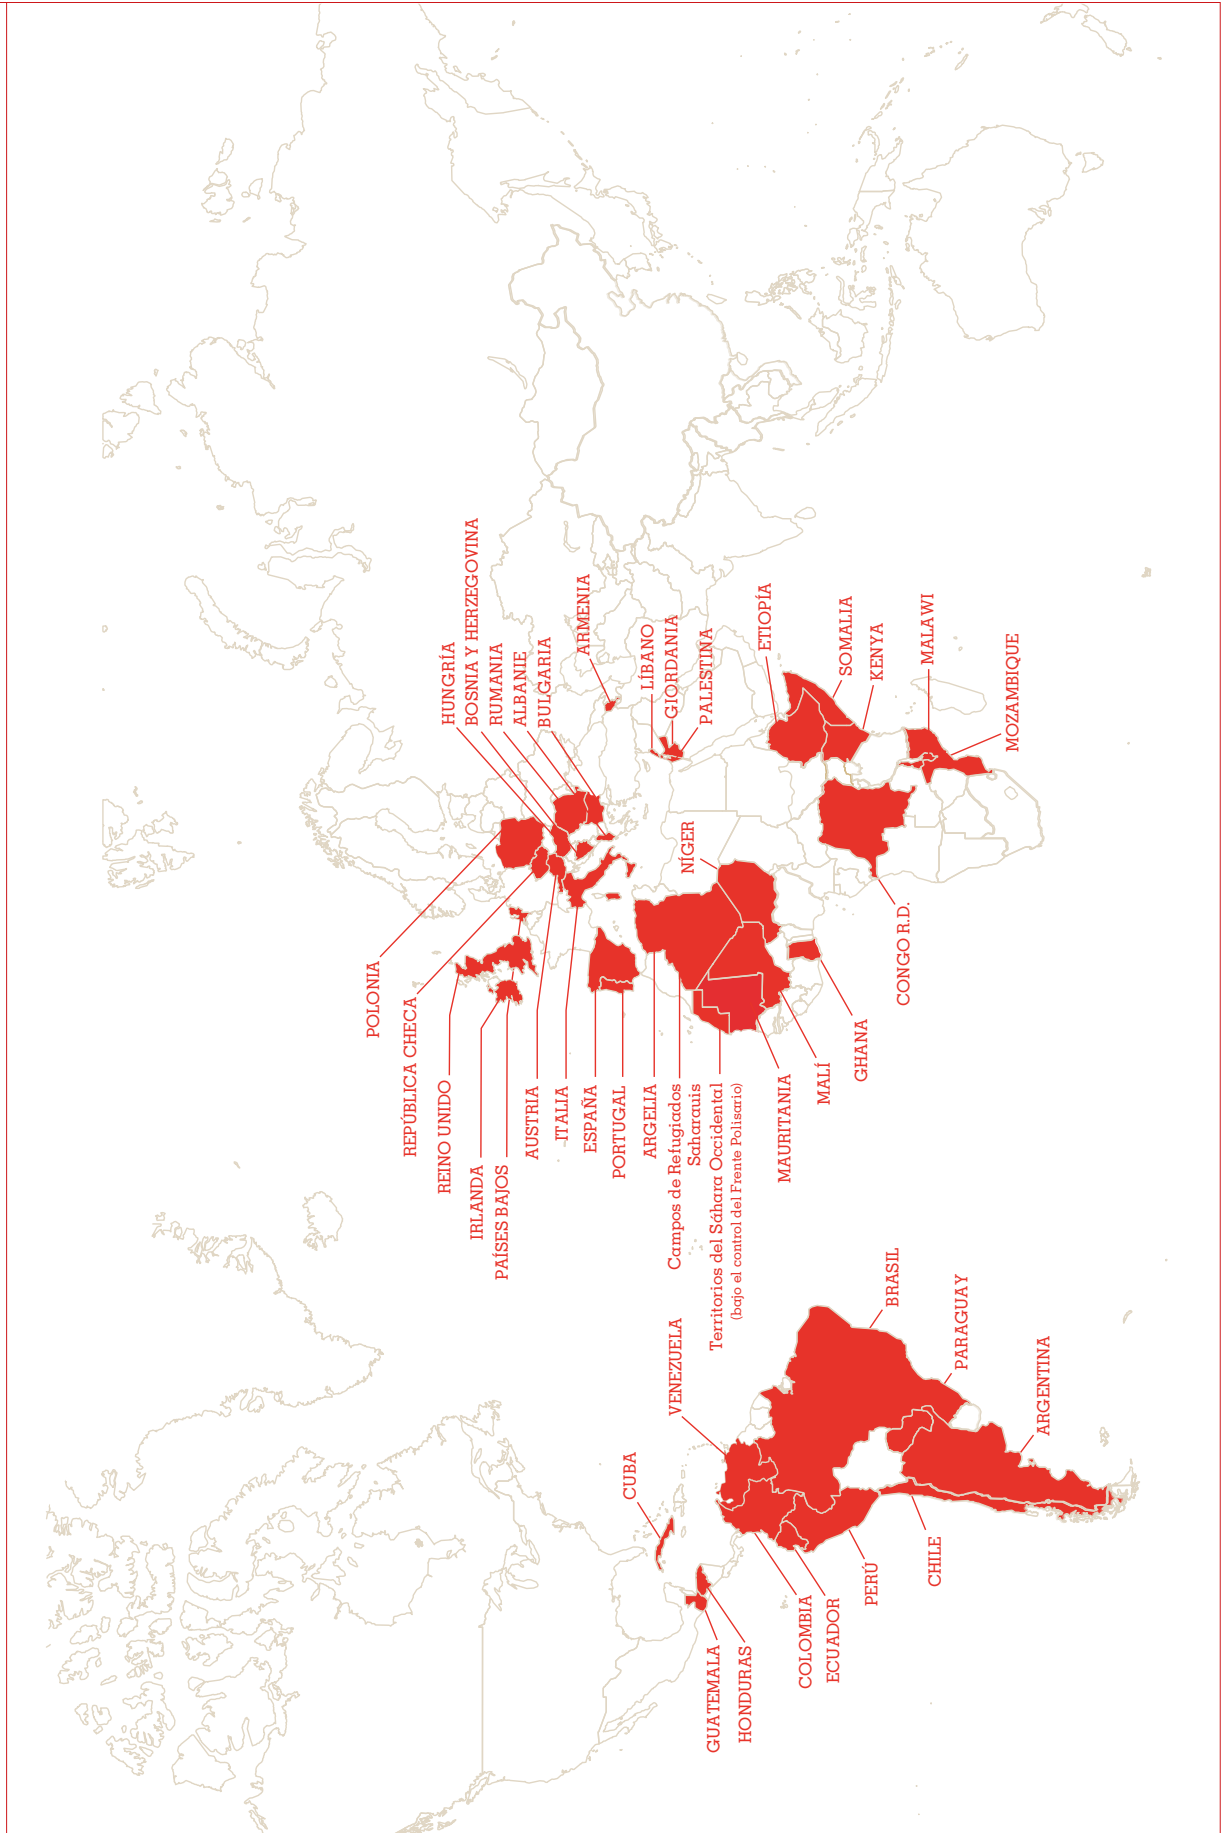 POLONIA
REPÚBLICA CHECA
REINO UNIDO
IRLANDA
PAÍSES BAJOS
AUSTRIA
ITALIA
ESPAÑA
PORTUGAL
ARGELIA
Campos de Refugiados
Saharauis
Territorios del Sáhara Occidental
(bajo el control del Frente Polisario)
MAURITANIA
MALÍ
GHANA
HUNGRIA
BOSNIA Y HERZEGOVINA
RUMANIA
ALBANIE
BULGARIA
ARMENIA
LÍBANO
GIORDANIA
PALESTINA
NÍGER
ETIOPÍA
SOMALIA
KENYA
MALAWI
MOZAMBIQUE
CONGO R.D.
CUBA
VENEZUELA
GUATEMALA
HONDURAS
COLOMBIA
ECUADOR
PERÚ
CHILE
BRASIL
PARAGUAY
ARGENTINA